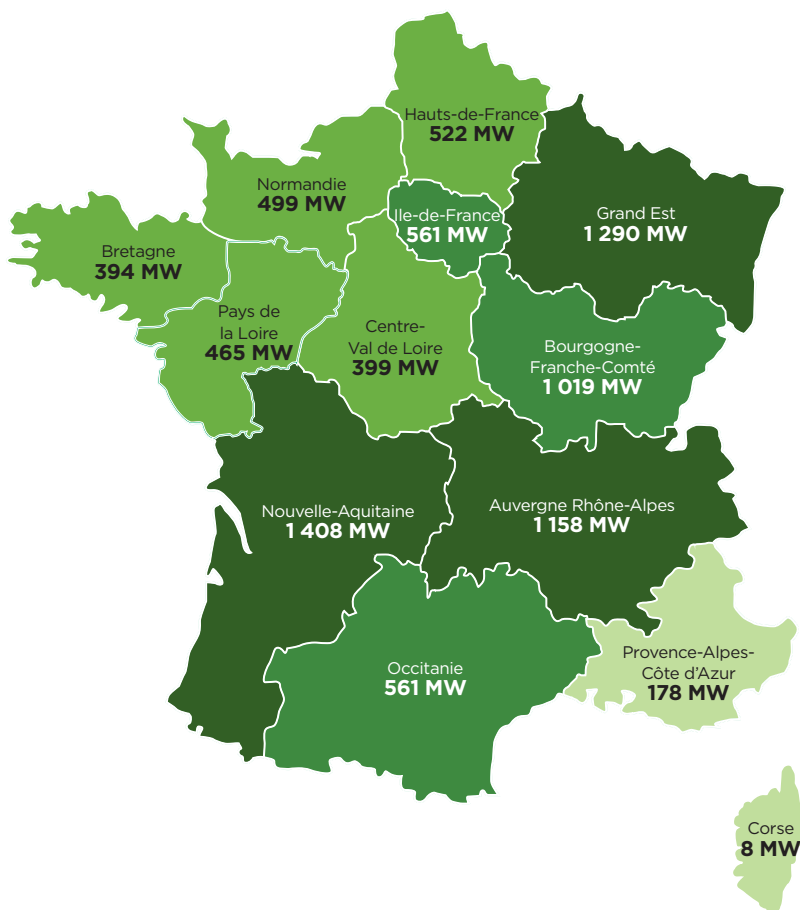 Hauts-de-France
522 MW
Normandie
499 MW
Ile-de-France
561 MW
Grand Est
1 290 MW
Bretagne
394 MW
Pays de
la Loire
465 MW
Centre-
Val de Loire
399 MW
Bourgogne-
Franche-Comté
1 019 MW
Nouvelle-Aquitaine
1 408 MW
Auvergne Rhône-Alpes
1 158 MW
Occitanie
561 MW
Provence-Alpes-
Côte d'Azur
178 MW
Corse
8 MW